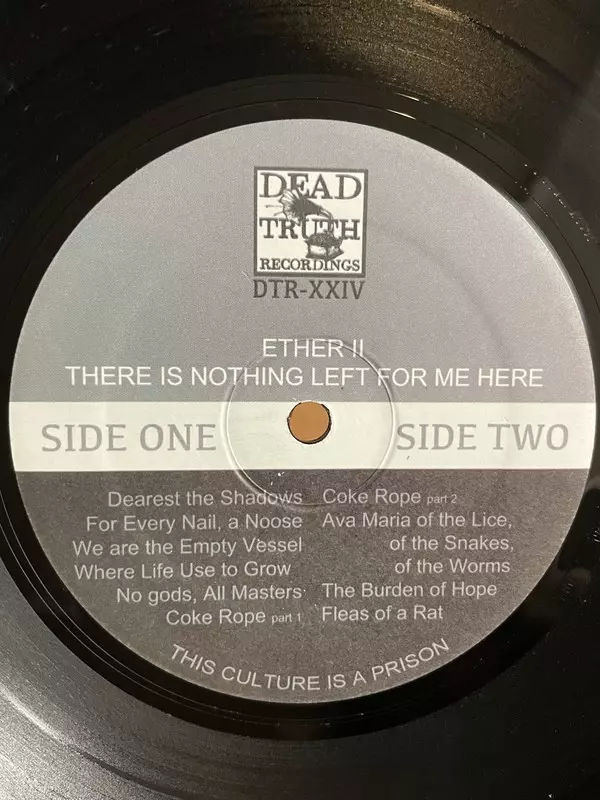 DEAD
TRUTH
RECORDINGS
DTR-XXIV
ETHER II
THERE IS NOTHING LEFT FOR ME HERE
SIDE ONE
Dearest the Shadows
For Every Nail, a Noose
We are the Empty Vessel
Where Life Use to Grow
No gods, All Masters
Coke Rope part 1
SIDE TWO
Coke Rope part 2
Ava Maria of the Lice,
of the Snakes,
of the Worms
The Burden of Hope
Fleas of a Rat
THIS CULTURE IS A PRISON